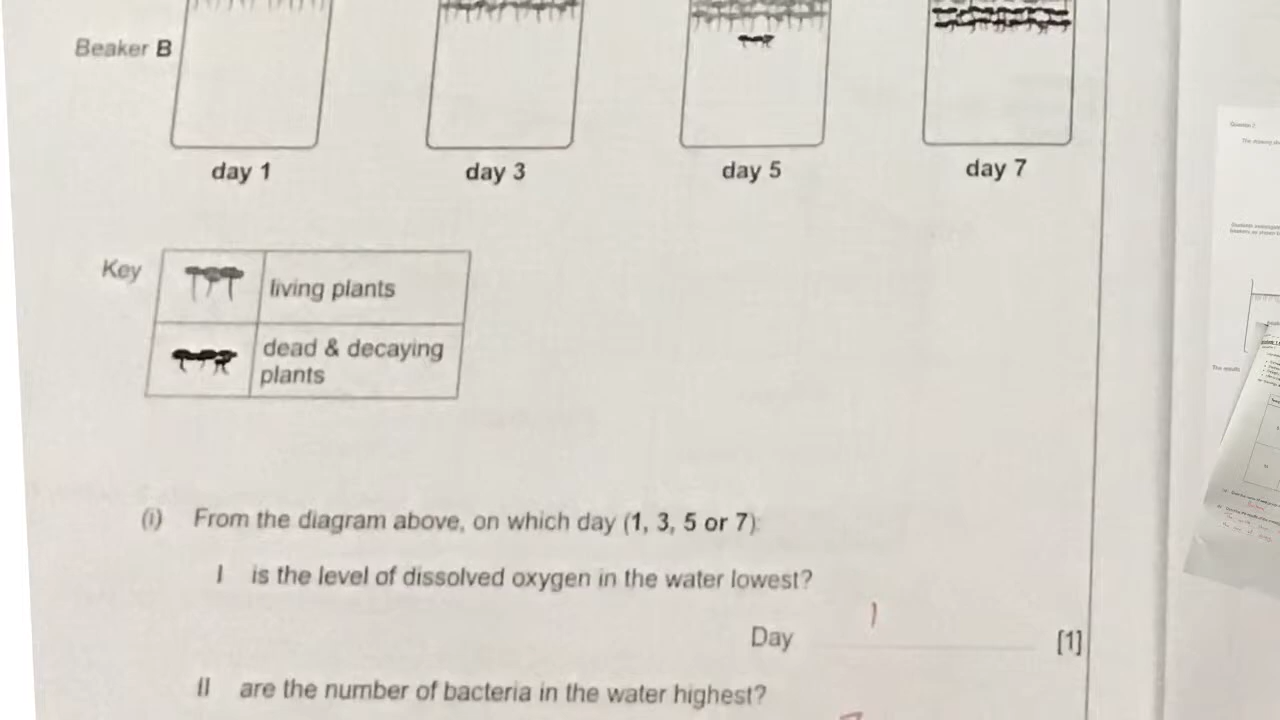 Beaker B
day 1
day 3
day 5
day 7
Key
living plants
dead & decaying
plants
(i) From the diagram above, on which day (1, 3, 5 or 7):
I is the level of dissolved oxygen in the water lowest?
Day 1 [1]
II are the number of bacteria in the water highest?